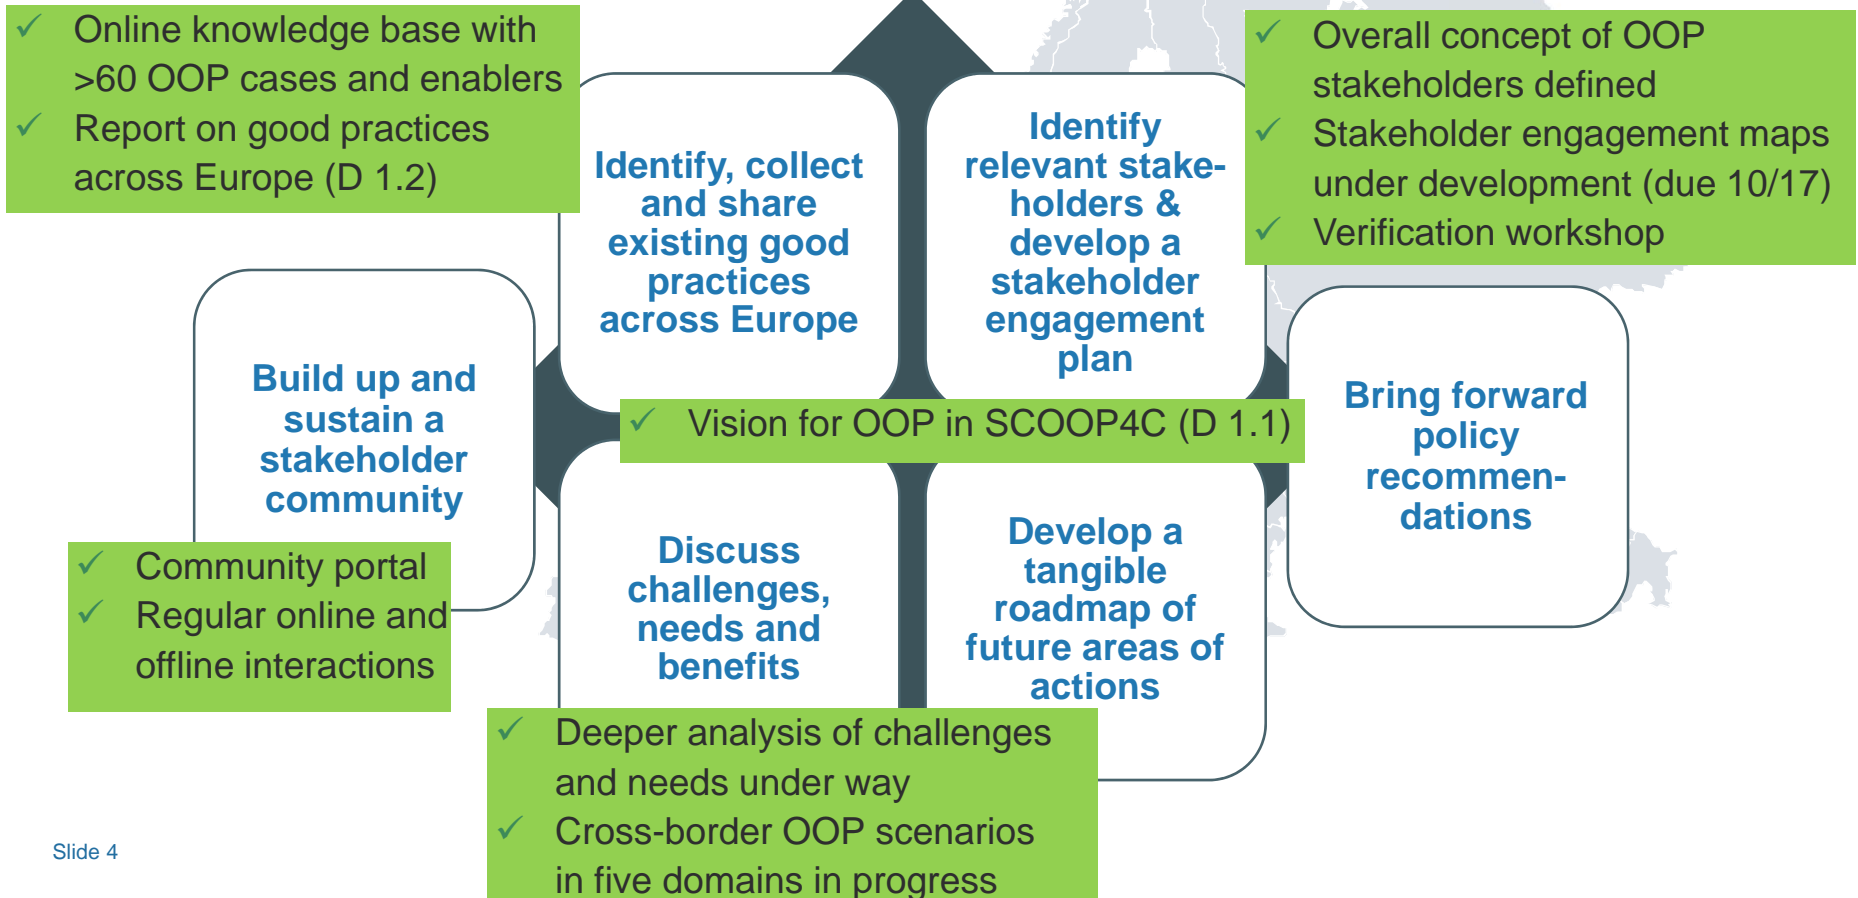 ✓ Online knowledge base with
>60 OOP cases and enablers
✓ Report on good practices
across Europe (D 1.2)
Identify, collect
and share
existing good
practices
across Europe
Identify
relevant stake-
holders &
develop a
stakeholder
engagement
plan
✓ Overall concept of OOP
stakeholders defined
✓ Stakeholder engagement maps
under development (due 10/17)
✓ Verification workshop
Build up and
sustain a
stakeholder
community
✓ Vision for OOP in SCOOP4C (D 1.1)
Bring forward
policy
recommen-
dations
✓ Community portal
✓ Regular online and
offline interactions
Discuss
challenges,
needs and
benefits
Develop a
tangible
roadmap of
future areas of
actions
✓ Deeper analysis of challenges
and needs under way
✓ Cross-border OOP scenarios
in five domains in progress
Slide 4